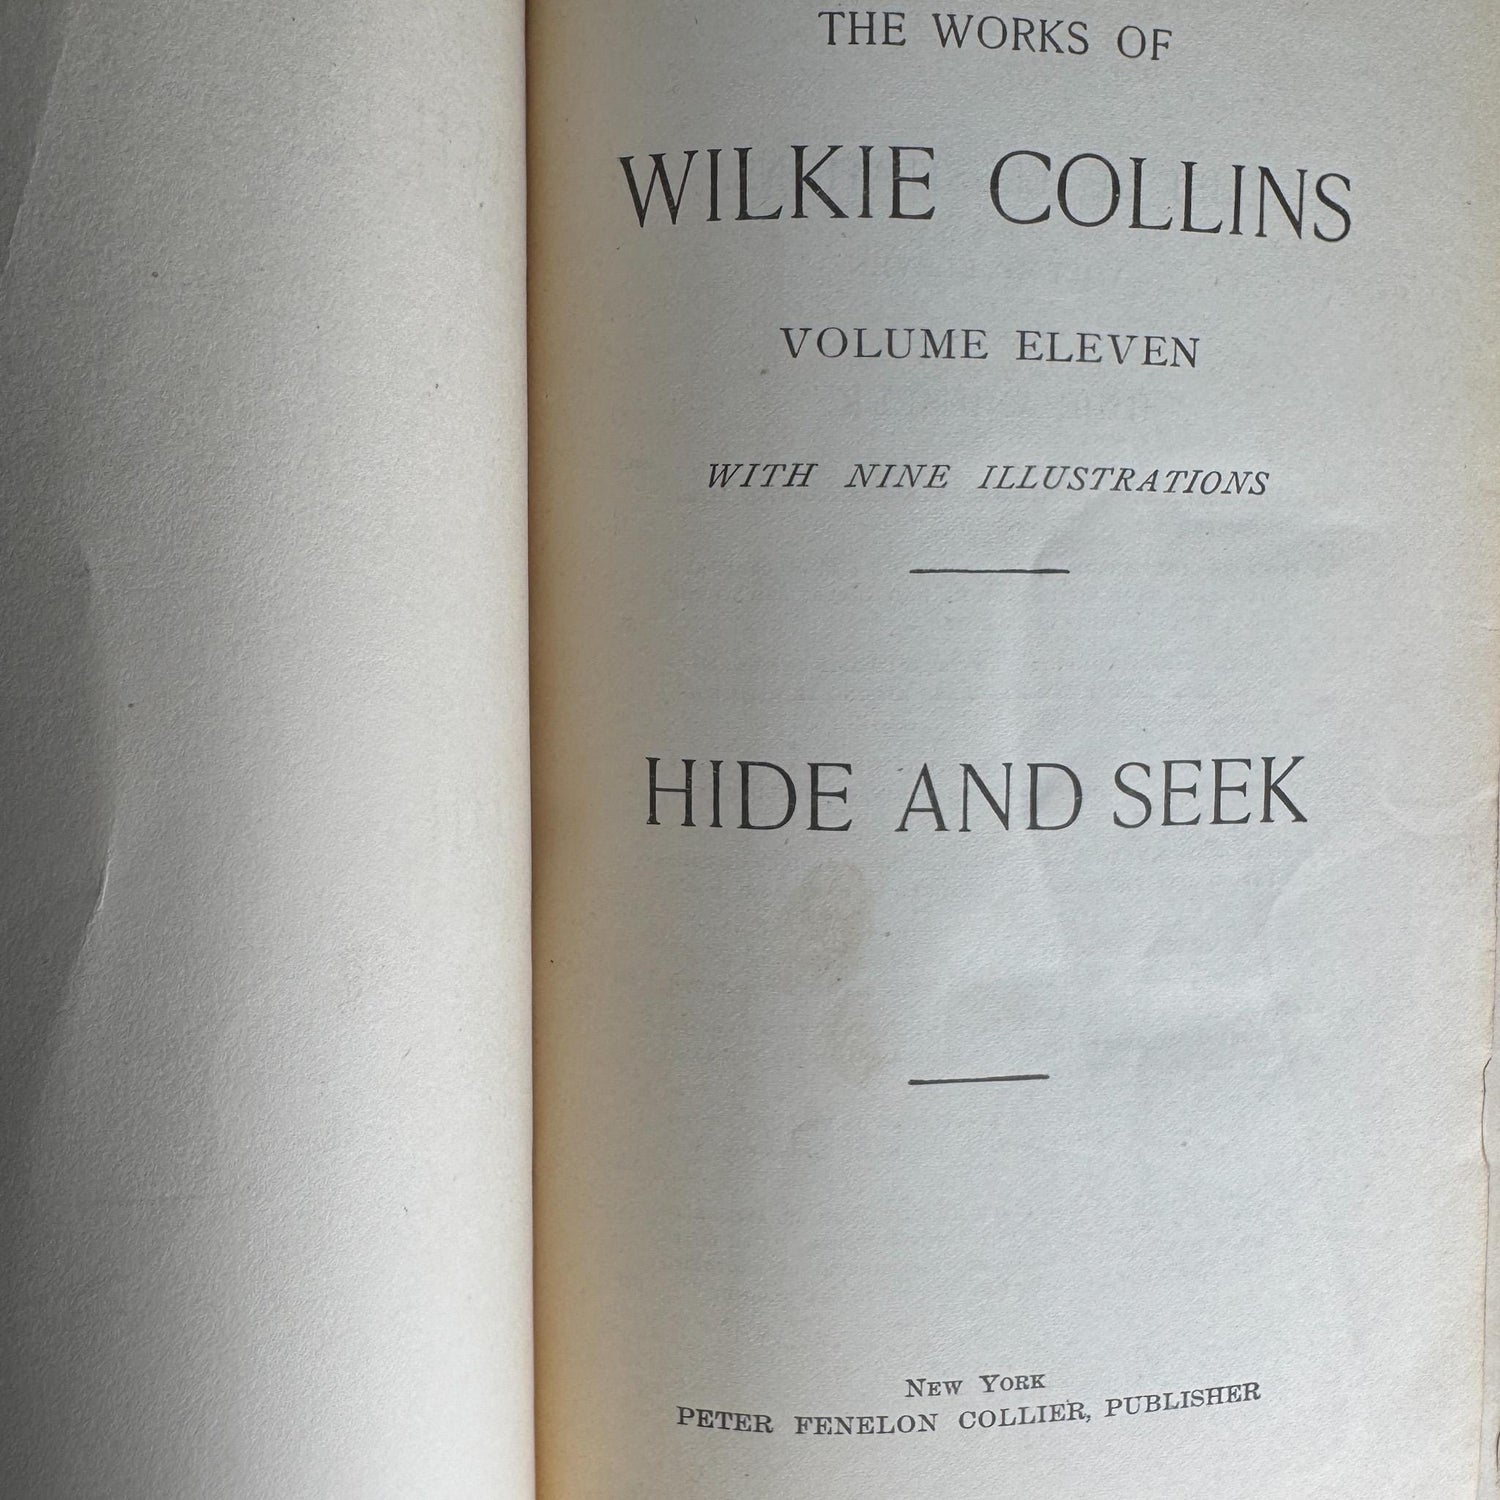 THE WORKS OF
WILKIE COLLINS
VOLUME ELEVEN
WITH NINE ILLUSTRATIONS
HIDE AND SEEK
NEW YORK
PETER FENELON COLLIER, PUBLISHER